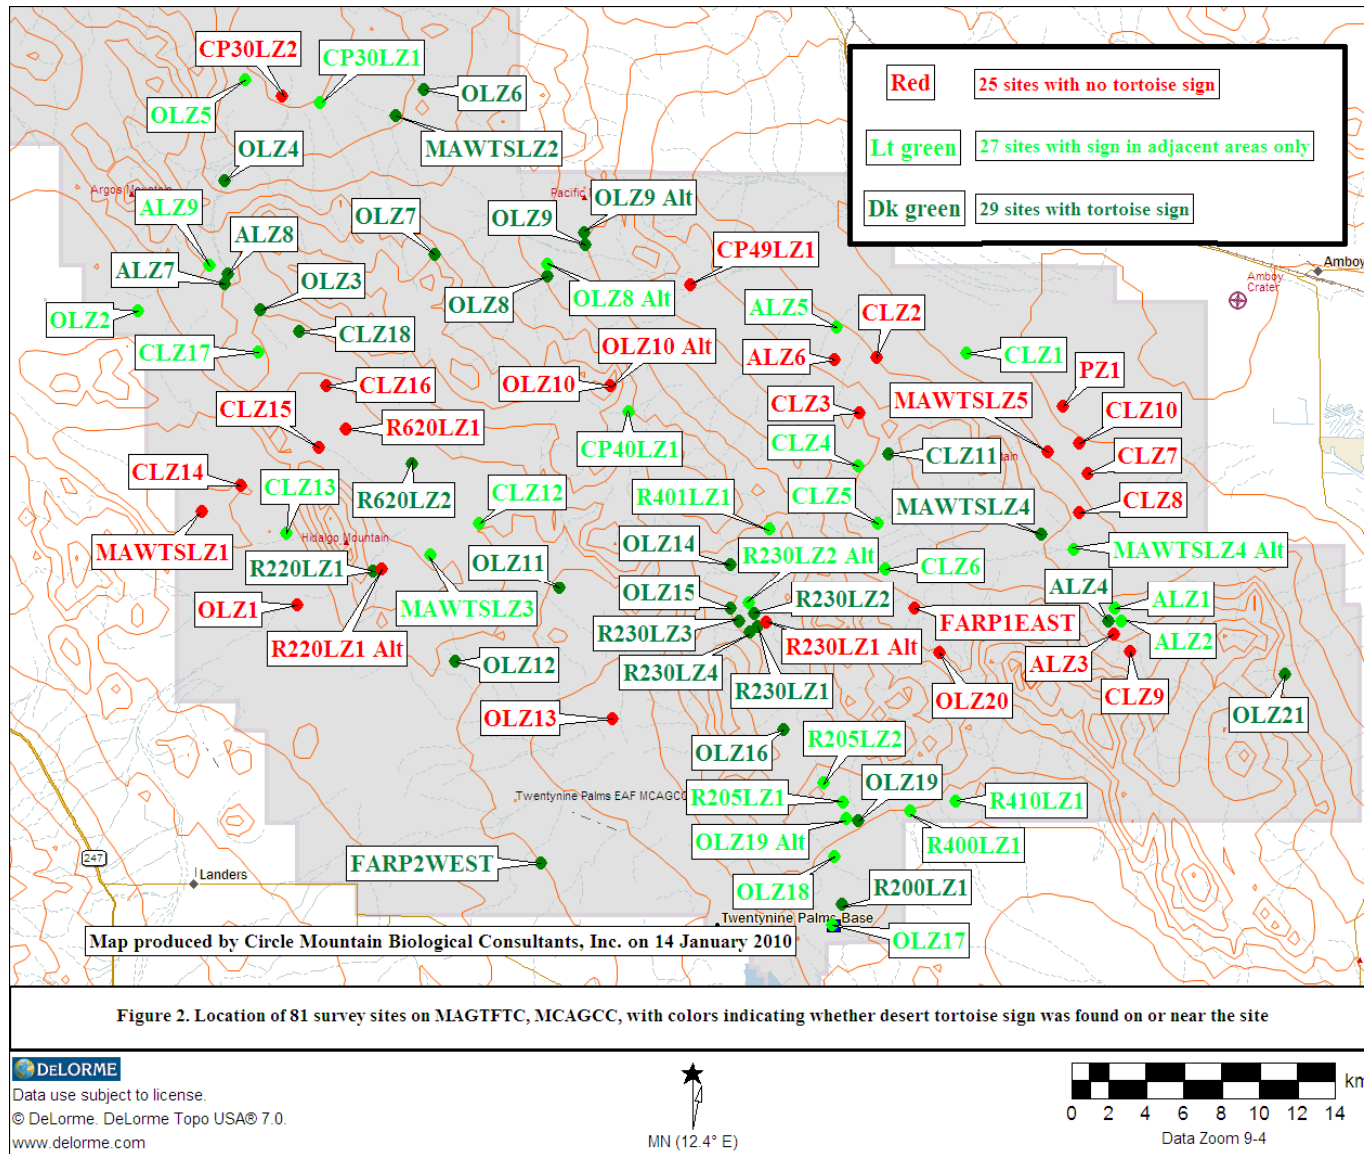 CP30LZ2
CP30LZ1
OLZ5
OLZ6
MAWTSLZ2
OLZ4
Red
25 sites with no tortoise sign
Lt green
27 sites with sign in adjacent areas only
Dk green
29 sites with tortoise sign
Argos Mountain
ALZ9
ALZ8
ALZ7
OLZ7
OLZ9
OLZ9 Alt
Pacific
CP49LZ1
Amboy
Amboy
Crater
OLZ2
OLZ3
CLZ18
OLZ8
OLZ8 Alt
ALZ5
CLZ2
CLZ17
OLZ10 Alt
ALZ6
CLZ1
PZ1
CLZ16
OLZ10
CLZ3
MAWTSLZ5
CLZ10
CLZ15
R620LZ1
CP40LZ1
CLZ4
CLZ11
CLZ7
CLZ14
CLZ13
R620LZ2
CLZ12
R401LZ1
CLZ5
MAWTSLZ4
CLZ8
MAWTSLZ1
Hidalgo Mountain
OLZ14
R230LZ2 Alt
CLZ6
MAWTSLZ4 Alt
R220LZ1
OLZ11
OLZ15
R230LZ2
ALZ4
ALZ1
OLZ1
MAWTSLZ3
R230LZ3
FARP1EAST
ALZ2
R220LZ1 Alt
OLZ12
R230LZ4
R230LZ1 Alt
R230LZ1
ALZ3
CLZ9
OLZ20
OLZ21
OLZ13
OLZ16
R205LZ2
OLZ19
Twentynine Palms EAF MCAGCC
R205LZ1
R410LZ1
OLZ19 Alt
R400LZ1
FARP2WEST
OLZ18
R200LZ1
247
Landers
Twentynine Palms Base
OLZ17
Map produced by Circle Mountain Biological Consultants, Inc. on 14 January 2010
Figure 2. Location of 81 survey sites on MAGTFTC, MCAGCC, with colors indicating whether desert tortoise sign was found on or near the site
DELORME
Data use subject to license.
© DeLorme. DeLorme Topo USA® 7.0.
www.delorme.com
MN (12.4° E)
km
0 2 4 6 8 10 12 14
Data Zoom 9-4